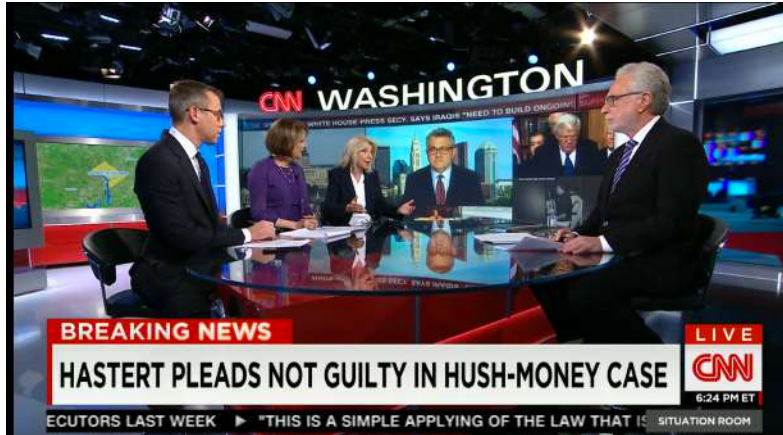 CNN WASHINGTON
WHITE HOUSE PRESS SECY. SAYS IRAQIS "NEED TO BUILD ONGOING
BREAKING NEWS
LIVE
CNN
HASTERT PLEADS NOT GUILTY IN HUSH-MONEY CASE
6:24 PM ET
ECUTORS LAST WEEK ▶ "THIS IS A SIMPLE APPLYING OF THE LAW THAT IS
SITUATION ROOM